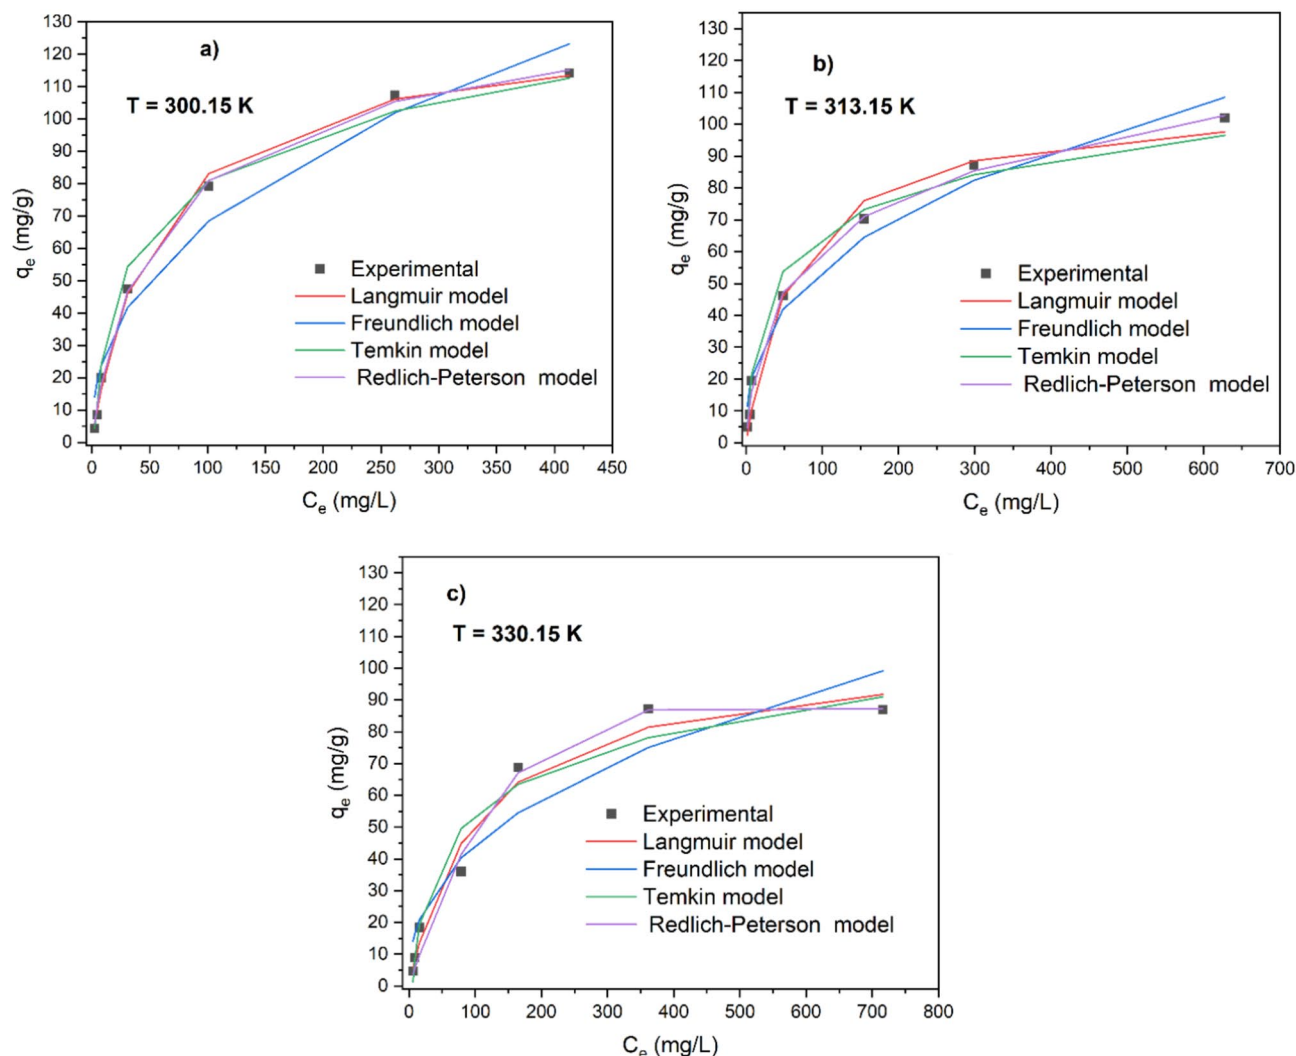 a)
T = 300.15 K
130
120
110
100
90
80
70
60
50
40
30
20
10
0
qe (mg/g)
Experimental
Langmuir model
Freundlich model
Temkin model
Redlich-Peterson model
0 50 100 150 200 250 300 350 400 450
Ce (mg/L)
b)
T = 313.15 K
130
120
110
100
90
80
70
60
50
40
30
20
10
0
qe (mg/g)
Experimental
Langmuir model
Freundlich model
Temkin model
Redlich-Peterson model
0 100 200 300 400 500 600 700
Ce (mg/L)
c)
T = 330.15 K
130
120
110
100
90
80
70
60
50
40
30
20
10
0
qe (mg/g)
Experimental
Langmuir model
Freundlich model
Temkin model
Redlich-Peterson model
0 100 200 300 400 500 600 700 800
Ce (mg/L)